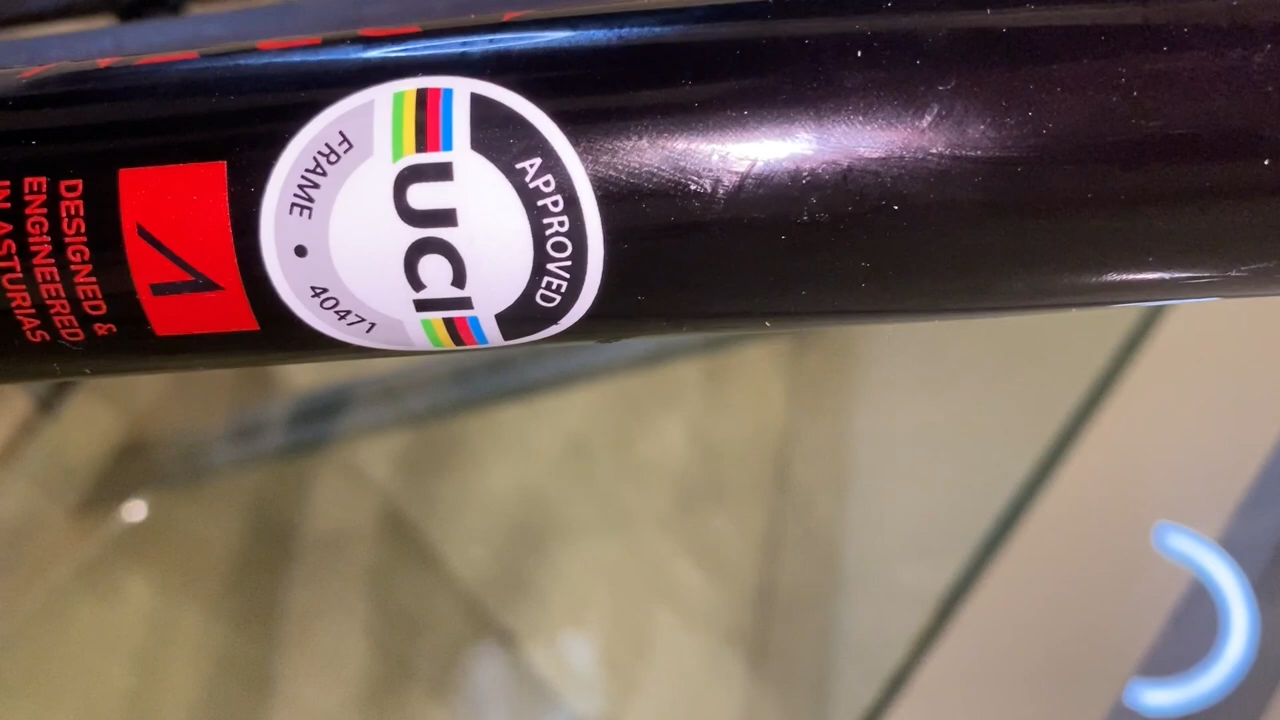 APPROVED
UCI
FRAME • 40471
DESIGNED &
ENGINEERED
IN ASTURIAS